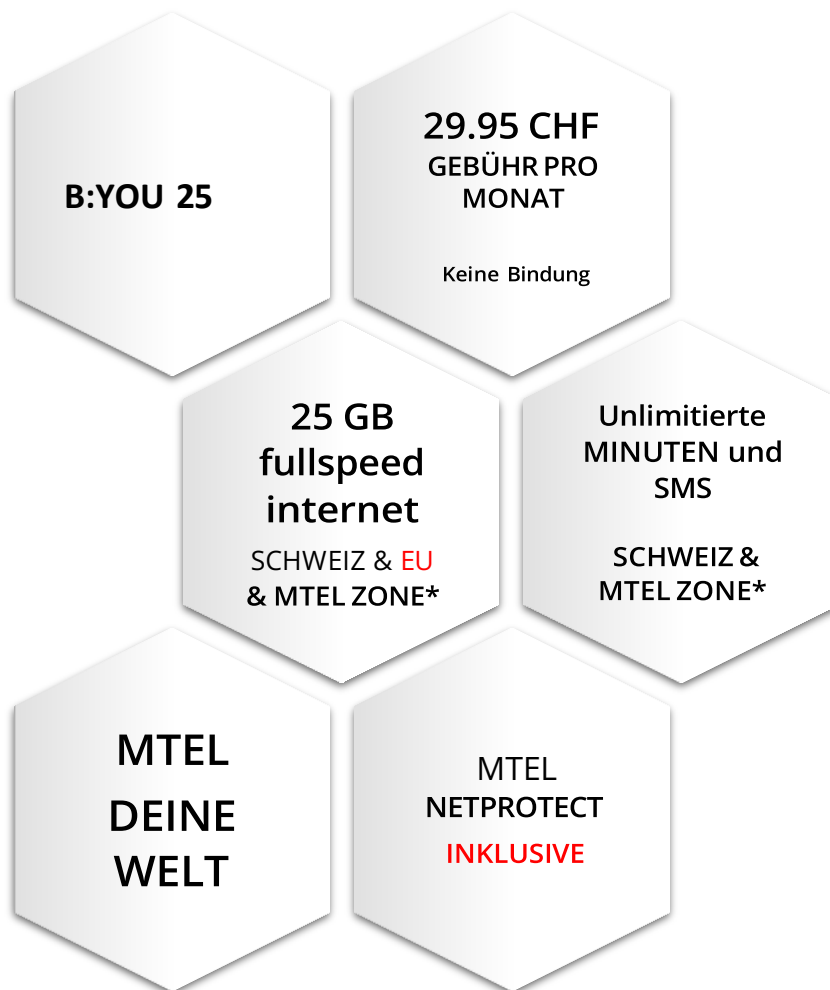 B:YOU 25
29.95 CHF
GEBÜHR PRO
MONAT
Keine Bindung
25 GB
fullspeed
internet
SCHWEIZ & EU
& MTEL ZONE*
Unlimitierte
MINUTEN und
SMS
SCHWEIZ &
MTEL ZONE*
MTEL
DEINE
WELT
MTEL
NETPROTECT
INKLUSIVE